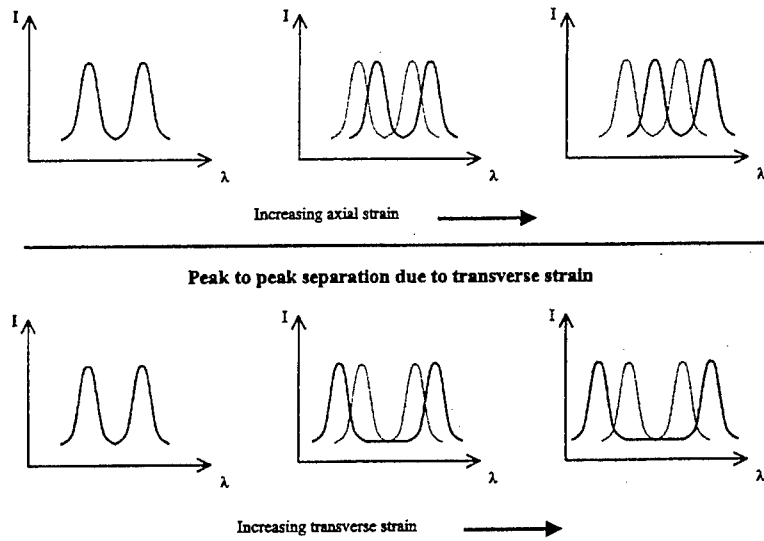 I
I
I
λ
λ
λ
Increasing axial strain
Peak to peak separation due to transverse strain
I
I
I
λ
λ
λ
Increasing transverse strain